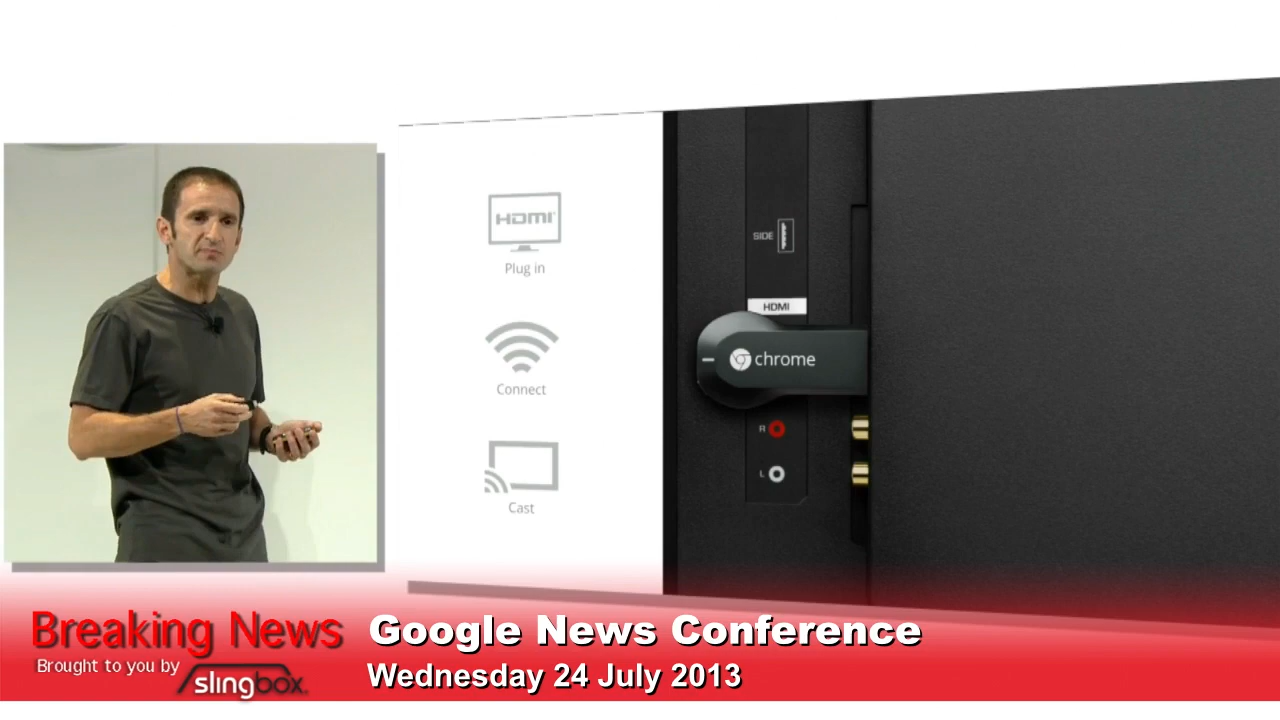 HDMI
Plug in
Connect
Cast
SIDE
HDMI
chrome
R
L
Breaking News
Brought to you by
slingbox
Google News Conference
Wednesday 24 July 2013